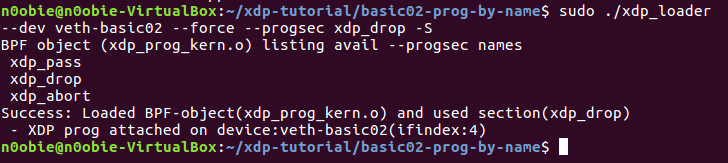 n0obie@n0obie-VirtualBox:~/xdp-tutorial/basic02-prog-by-name$ sudo ./xdp_loader
--dev veth-basic02 --force --progsec xdp_drop -S
BPF object (xdp_prog_kern.o) listing avail --progsec names
 xdp_pass
 xdp_drop
 xdp_abort
Success: Loaded BPF-object(xdp_prog_kern.o) and used section(xdp_drop)
 - XDP prog attached on device:veth-basic02(ifindex:4)
n0obie@n0obie-VirtualBox:~/xdp-tutorial/basic02-prog-by-name$